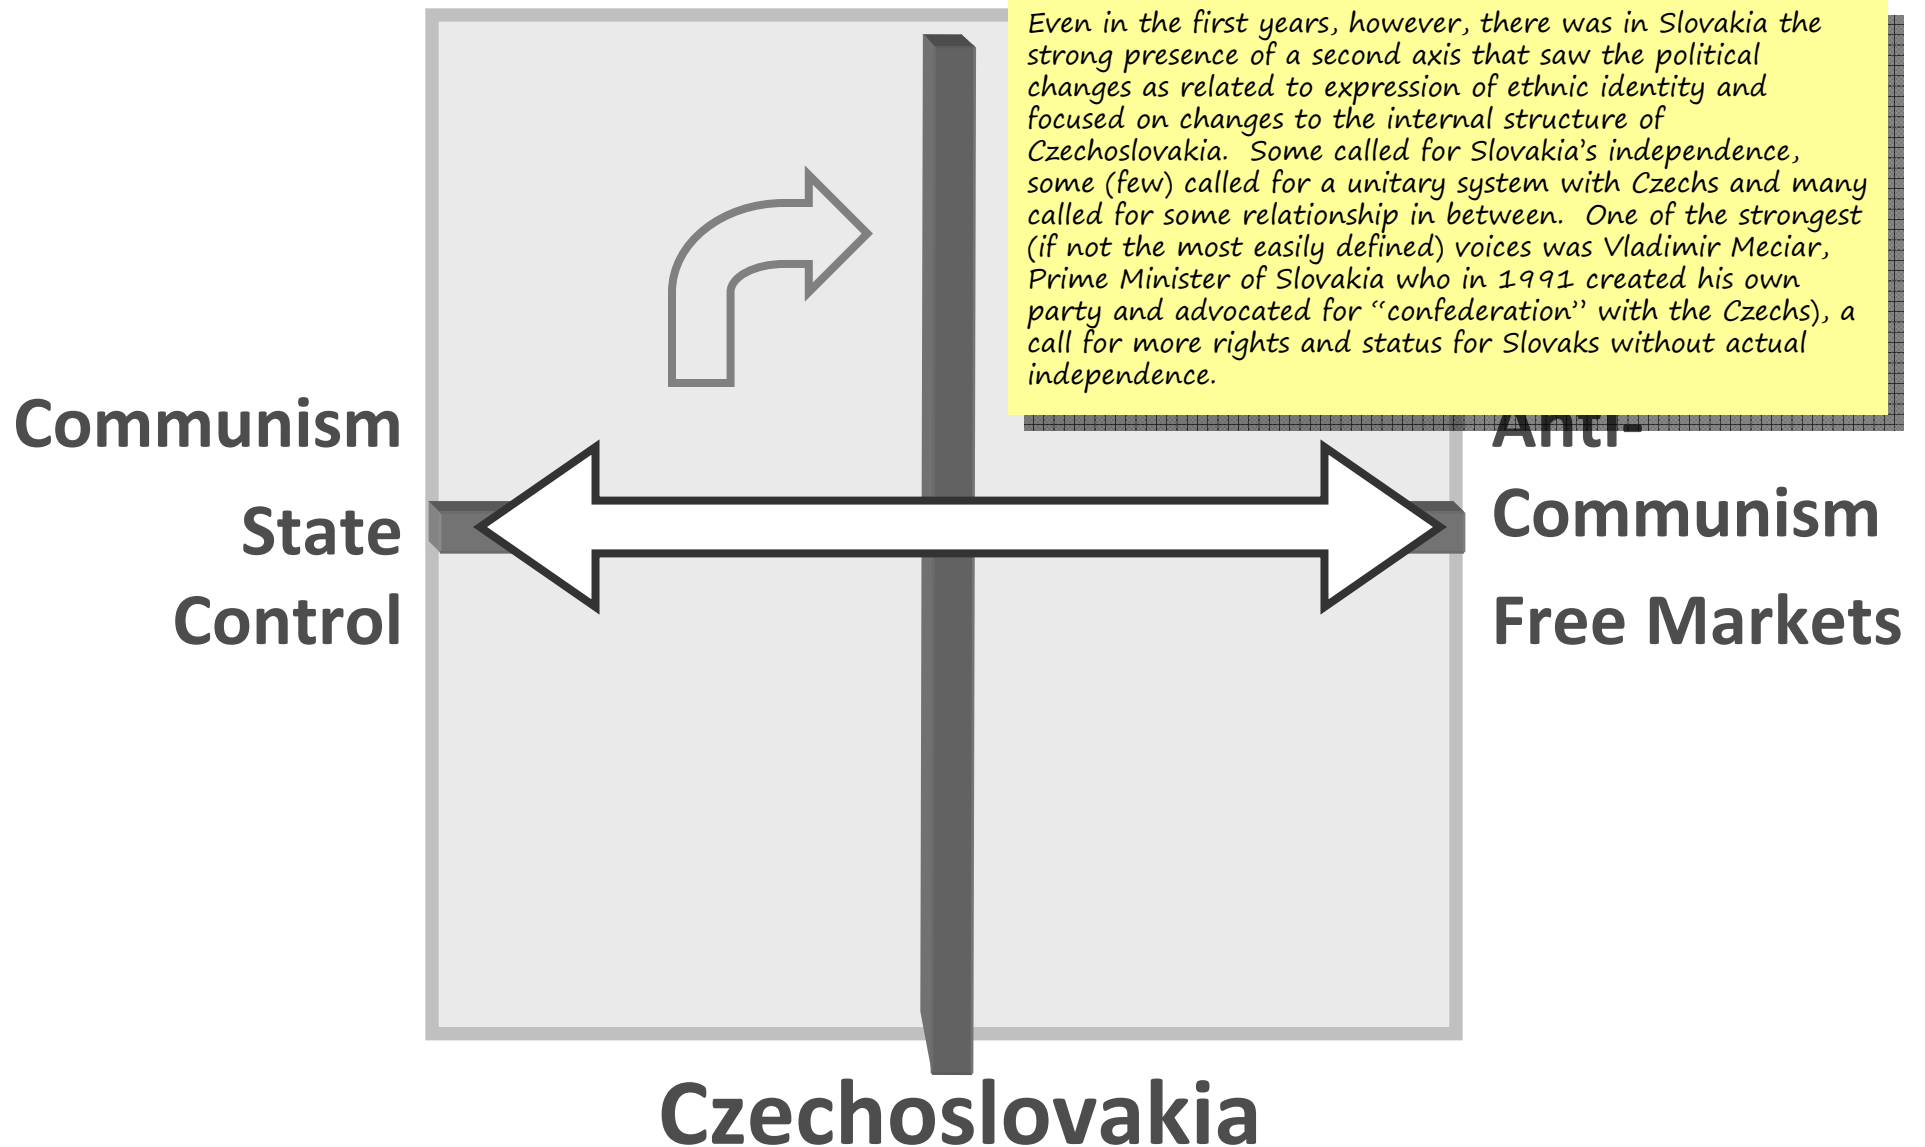 Even in the first years, however, there was in Slovakia the
strong presence of a second axis that saw the political
changes as related to expression of ethnic identity and
focused on changes to the internal structure of
Czechoslovakia.  Some called for Slovakia’s independence,
some (few) called for a unitary system with Czechs and many
called for some relationship in between.  One of the strongest
(if not the most easily defined) voices was Vladimir Meciar,
Prime Minister of Slovakia who in 1991 created his own
party and advocated for “confederation” with the Czechs), a
call for more rights and status for Slovaks without actual
independence.
Communism
State
Control
Anti-
Communism
Free Markets
Czechoslovakia